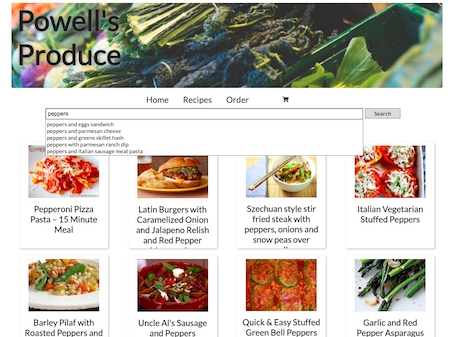 Powell's
Produce
Home Recipes Order
peppers Search
peppers and eggs sandwich
peppers and parmesan cheese
peppers and greens skillet hash
peppers with parmesan ranch dip
peppers and italian sausage meat pasta
Pepperoni Pizza
Pasta – 15 Minute
Meal
Latin Burgers with
Caramelized Onion
and Jalapeno Relish
and Red Pepper
Szechuan style stir
fried steak with
peppers, onions and
snow peas over
Italian Vegetarian
Stuffed Peppers
Barley Pilaf with
Roasted Peppers and
Uncle Al's Sausage
and Peppers
Quick & Easy Stuffed
Green Bell Peppers
Garlic and Red
Pepper Asparagus